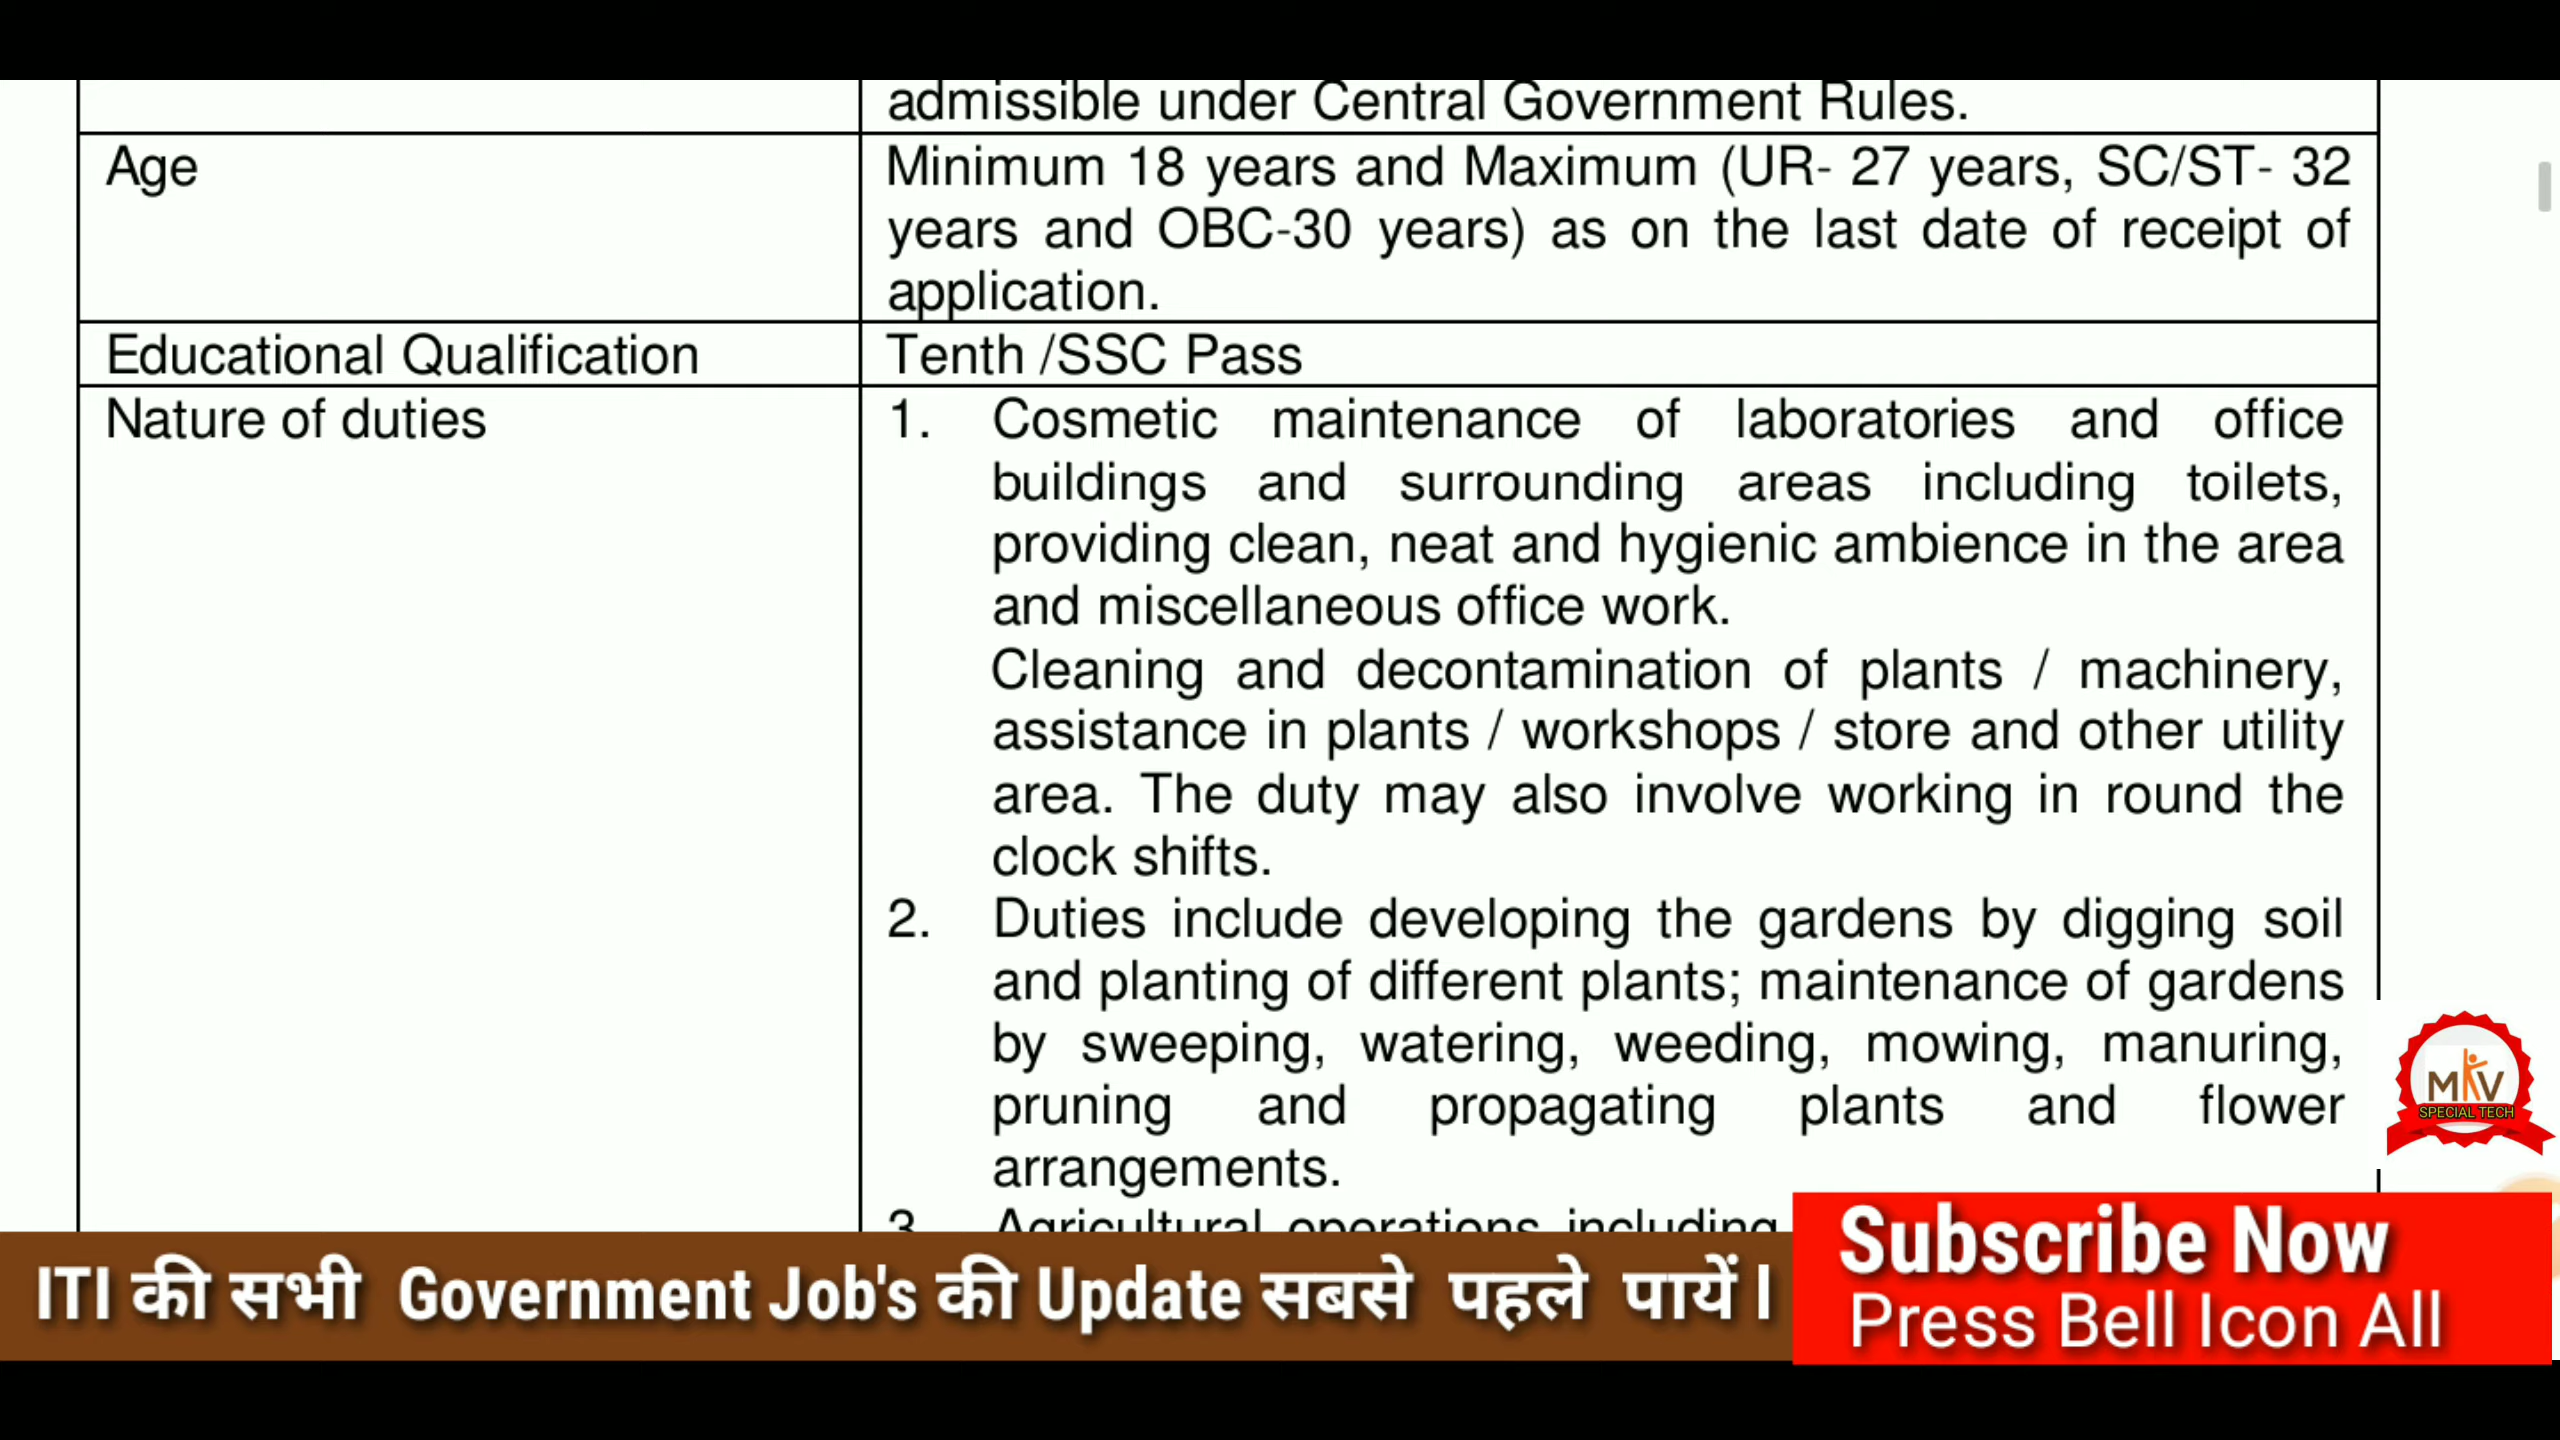 admissible under Central Government Rules.
Age
Minimum 18 years and Maximum (UR- 27 years, SC/ST- 32
years and OBC-30 years) as on the last date of receipt of
application.
Educational Qualification
Tenth /SSC Pass
Nature of duties
1. Cosmetic maintenance of laboratories and office
buildings and surrounding areas including toilets,
providing clean, neat and hygienic ambience in the area
and miscellaneous office work.
Cleaning and decontamination of plants / machinery,
assistance in plants / workshops / store and other utility
area. The duty may also involve working in round the
clock shifts.
2. Duties include developing the gardens by digging soil
and planting of different plants; maintenance of gardens
by sweeping, watering, weeding, mowing, manuring,
pruning and propagating plants and flower
arrangements.
3. Agricultural operations including
MKV
SPECIAL TECH
ITI की सभी Government Job's की Update सबसे पहले पायें।
Subscribe Now
Press Bell Icon All